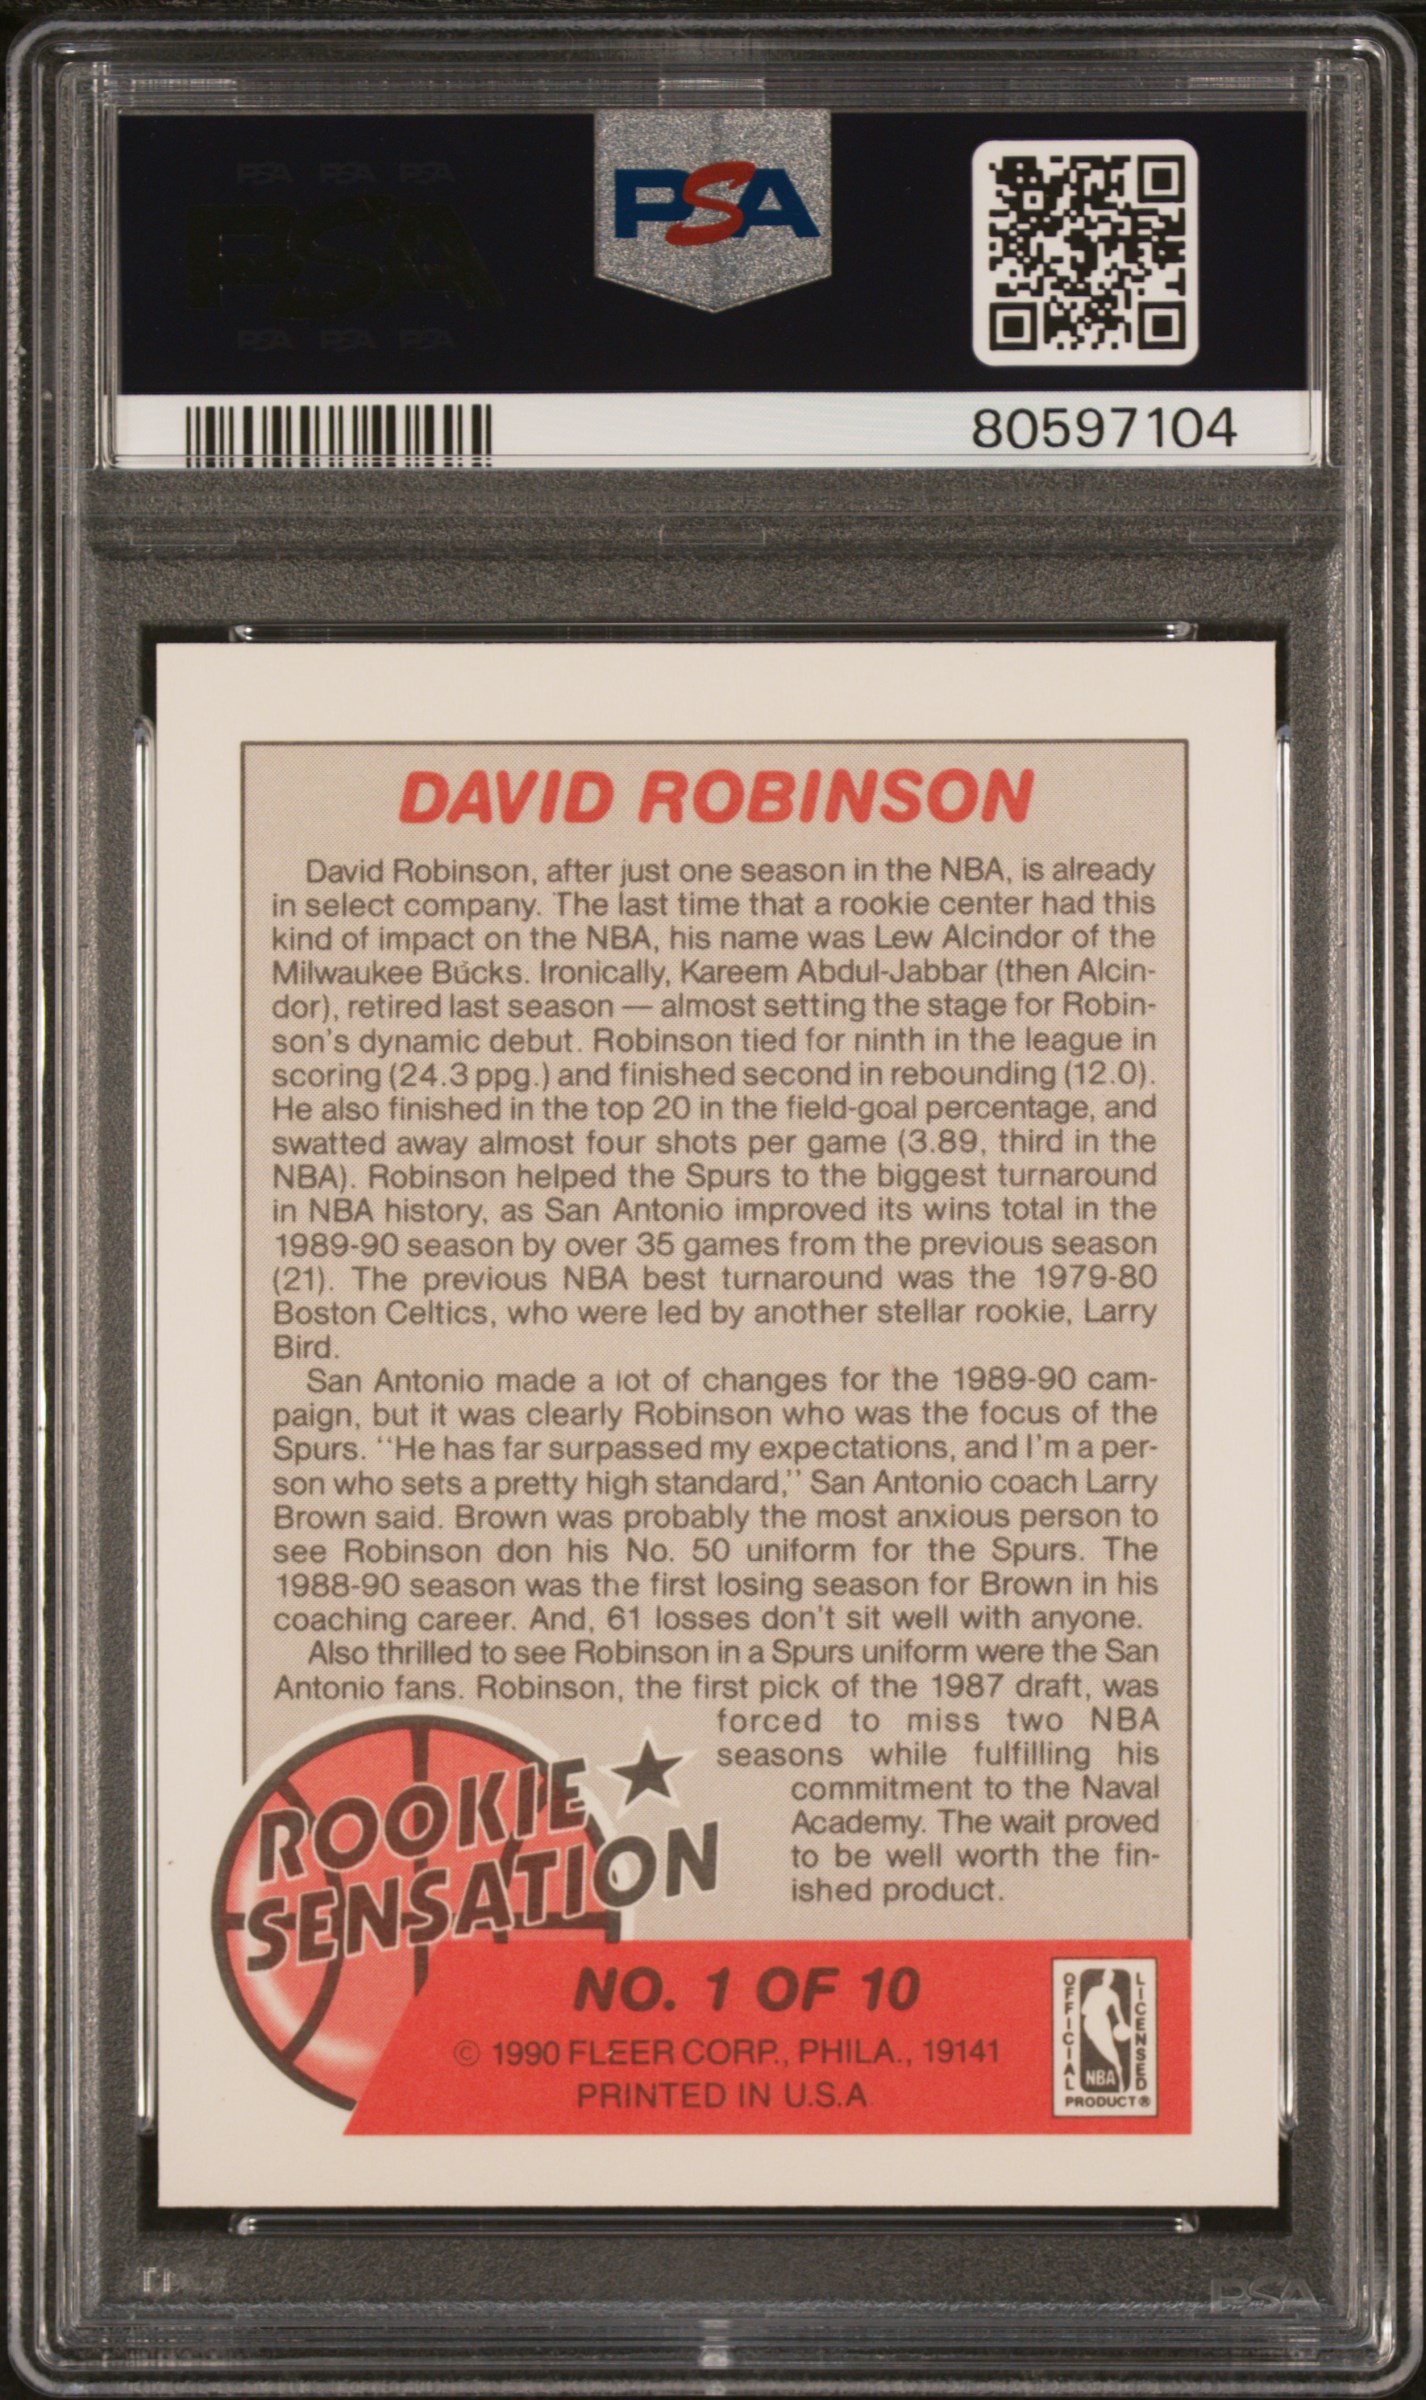 PSA PSA PSA
PSA
PSA
PSA PSA PSA
80597104
DAVID ROBINSON
David Robinson, after just one season in the NBA, is already
in select company. The last time that a rookie center had this
kind of impact on the NBA, his name was Lew Alcindor of the
Milwaukee Bucks. Ironically, Kareem Abdul-Jabbar (then Alcin-
dor), retired last season — almost setting the stage for Robin-
son's dynamic debut. Robinson tied for ninth in the league in
scoring (24.3 ppg.) and finished second in rebounding (12.0).
He also finished in the top 20 in the field-goal percentage, and
swatted away almost four shots per game (3.89, third in the
NBA). Robinson helped the Spurs to the biggest turnaround
in NBA history, as San Antonio improved its wins total in the
1989-90 season by over 35 games from the previous season
(21). The previous NBA best turnaround was the 1979-80
Boston Celtics, who were led by another stellar rookie, Larry
Bird.
San Antonio made a lot of changes for the 1989-90 cam-
paign, but it was clearly Robinson who was the focus of the
Spurs. "He has far surpassed my expectations, and I'm a per-
son who sets a pretty high standard," San Antonio coach Larry
Brown said. Brown was probably the most anxious person to
see Robinson don his No. 50 uniform for the Spurs. The
1988-90 season was the first losing season for Brown in his
coaching career. And, 61 losses don't sit well with anyone.
Also thrilled to see Robinson in a Spurs uniform were the San
Antonio fans. Robinson, the first pick of the 1987 draft, was
forced to miss two NBA
seasons while fulfilling his
commitment to the Naval
Academy. The wait proved
to be well worth the fin-
ished product.
ROOKIE
SENSATION
NO. 1 OF 10
© 1990 FLEER CORP., PHILA., 19141
PRINTED IN U.S.A
OFFICIAL
LICENSED
NBA
PRODUCT®
PSA